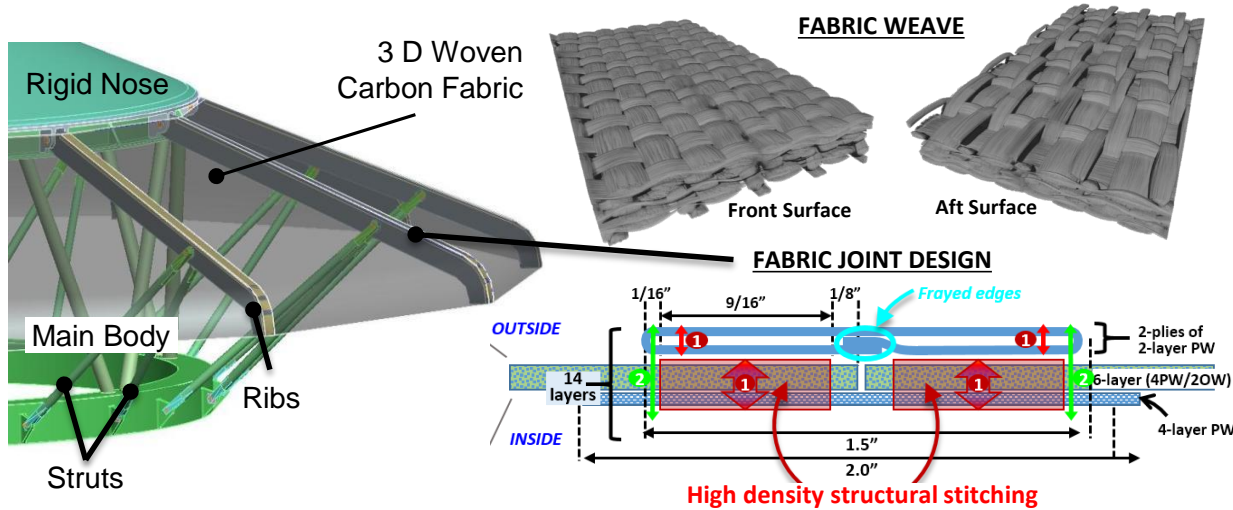 3 D Woven
Carbon Fabric
Rigid Nose
Main Body
Ribs
Struts
FABRIC WEAVE
Front Surface
Aft Surface
FABRIC JOINT DESIGN
1/16”
9/16”
1/8”
Frayed edges
OUTSIDE
1
1
2-plies of
2-layer PW
14
layers
2
1
1
2
6-layer (4PW/2OW)
INSIDE
4-layer PW
1.5”
2.0”
High density structural stitching